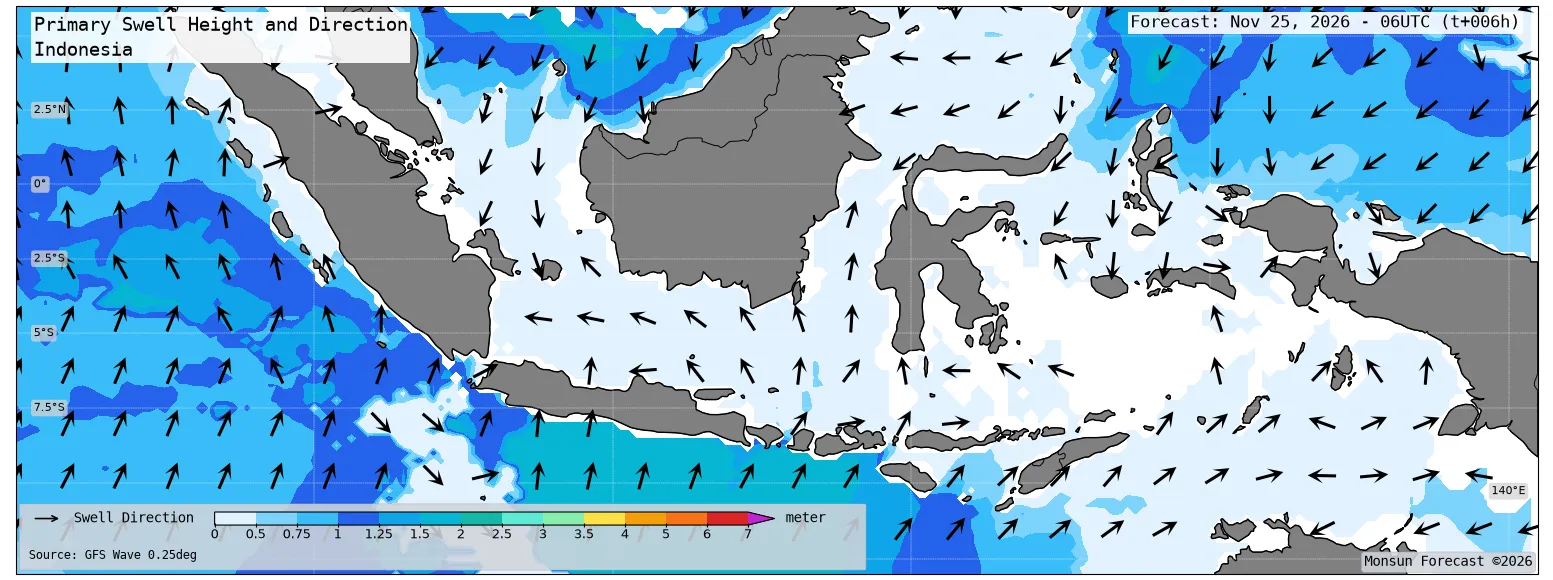 Primary Swell Height and Direction
Indonesia
Forecast: Nov 25, 2026 - 06UTC (t+006h)
2.5°N
0°
2.5°S
5°S
7.5°S
140°E
Swell Direction
0 0.5 0.75 1 1.25 1.5 2 2.5 3 3.5 4 5 6 7
meter
Source: GFS Wave 0.25deg
Monsun Forecast ©2026